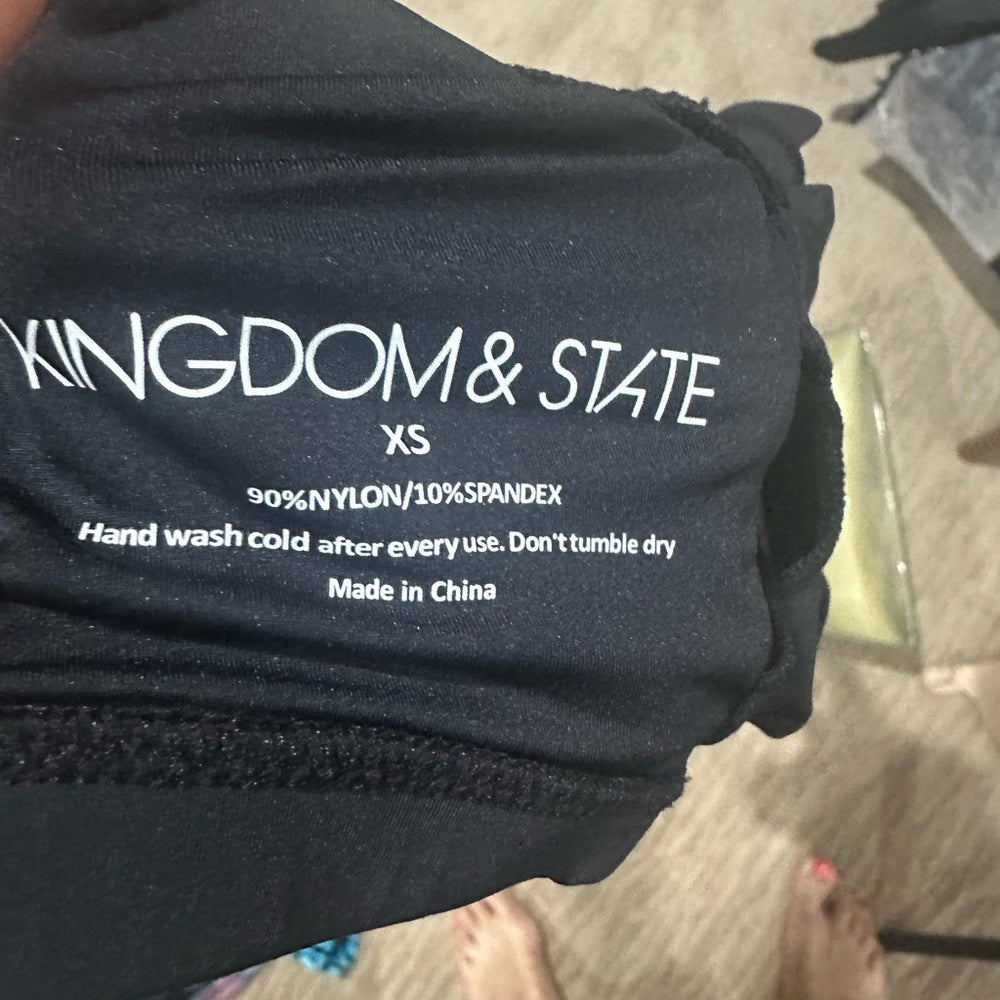 KINGDOM & STATE
XS
90%NYLON/10%SPANDEX
Hand wash cold after every use. Don't tumble dry
Made in China